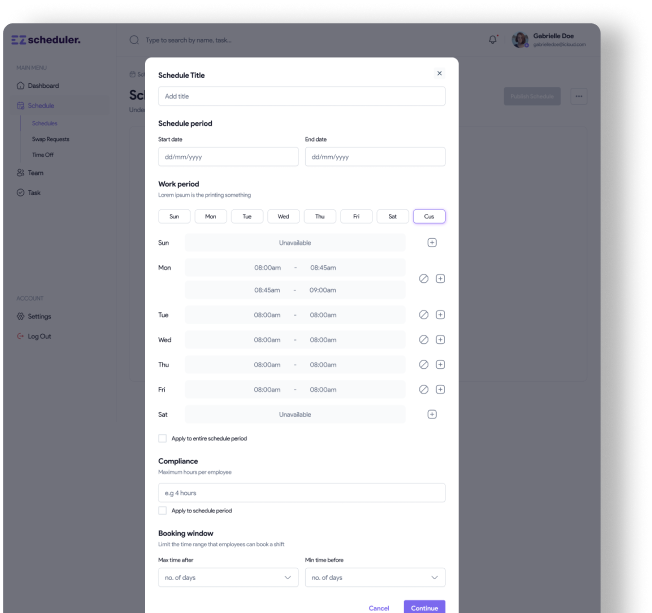 EZ scheduler.
Type to search by name, task...
Gabrielle Doe
MAIN MENU
Dashboard
Schedule
Schedules
Swap Requests
Time Off
Team
Task
ACCOUNT
Settings
Log Out
Publish Schedule
Schedule Title
Add title
Schedule period
Start date End date
dd/mm/yyyy dd/mm/yyyy
Work period
Lorem Ipsum is the printing something
Sun Mon Tue Wed Thu Fri Sat Cus
Sun Unavailable
Mon 08:00am - 08:45am
08:45am - 09:00am
Tue 08:00am - 08:00am
Wed 08:00am - 08:00am
Thu 08:00am - 08:00am
Fri 08:00am - 08:00am
Sat Unavailable
Apply to entire schedule period
Compliance
Maximum hours per employee
e.g 4 hours
Apply to schedule period
Booking window
Limit the time range that employees can book a shift
Max time after Min time before
no. of days no. of days
Cancel Continue